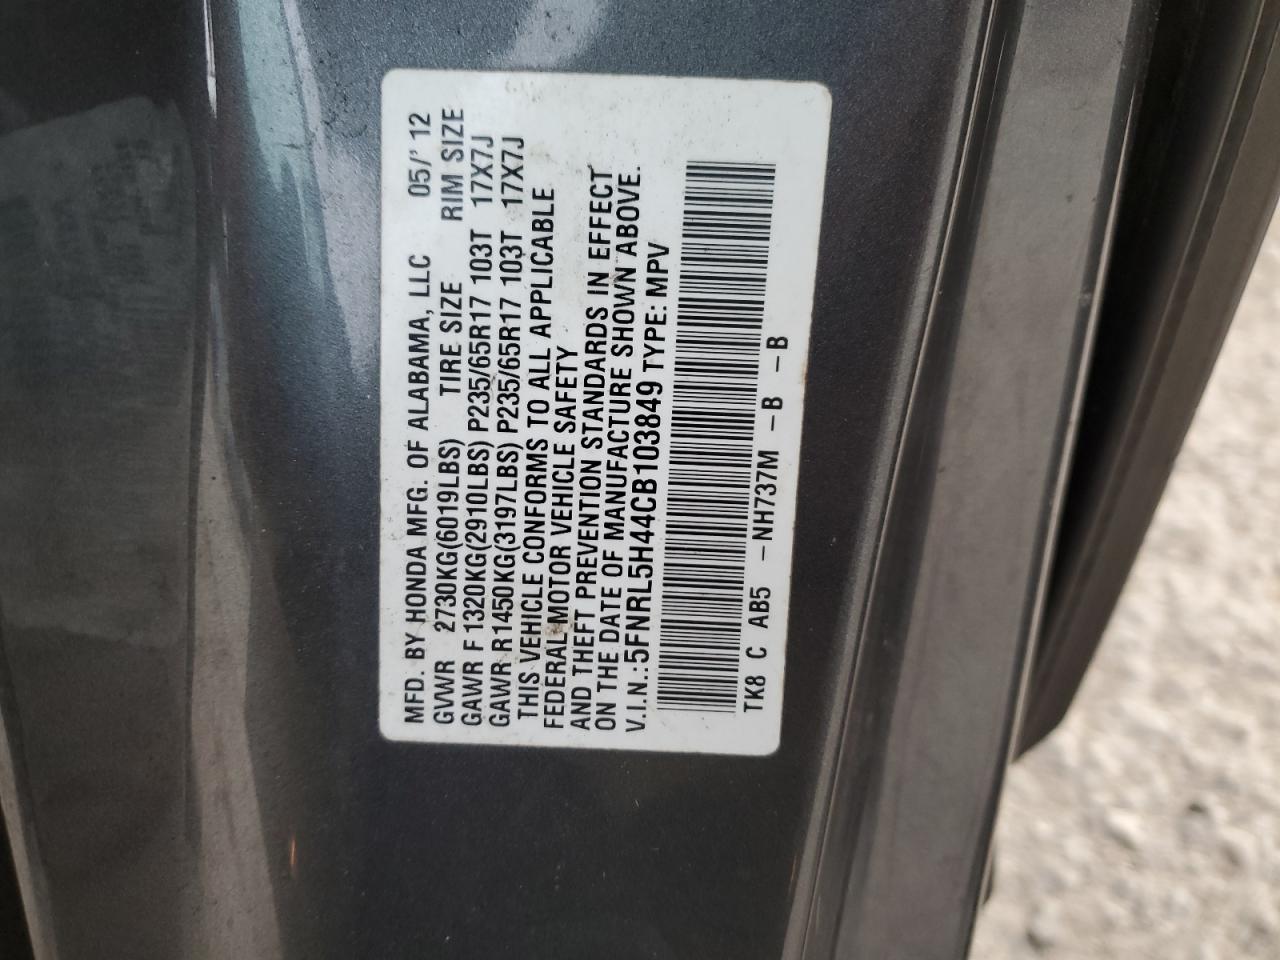 MFD. BY HONDA MFG. OF ALABAMA, LLC 05/'12
GVWR 2730KG(6019LBS) TIRE SIZE RIM SIZE
GAWR F 1320KG(2910LBS) P235/65R17 103T 17X7J
GAWR R 1450KG(3197LBS) P235/65R17 103T 17X7J
THIS VEHICLE CONFORMS TO ALL APPLICABLE
FEDERAL MOTOR VEHICLE SAFETY
AND THEFT PREVENTION STANDARDS IN EFFECT
ON THE DATE OF MANUFACTURE SHOWN ABOVE.
V.I.N.:5FNRL5H44CB103849 TYPE: MPV
TK8 C AB5 -NH737M -B -B